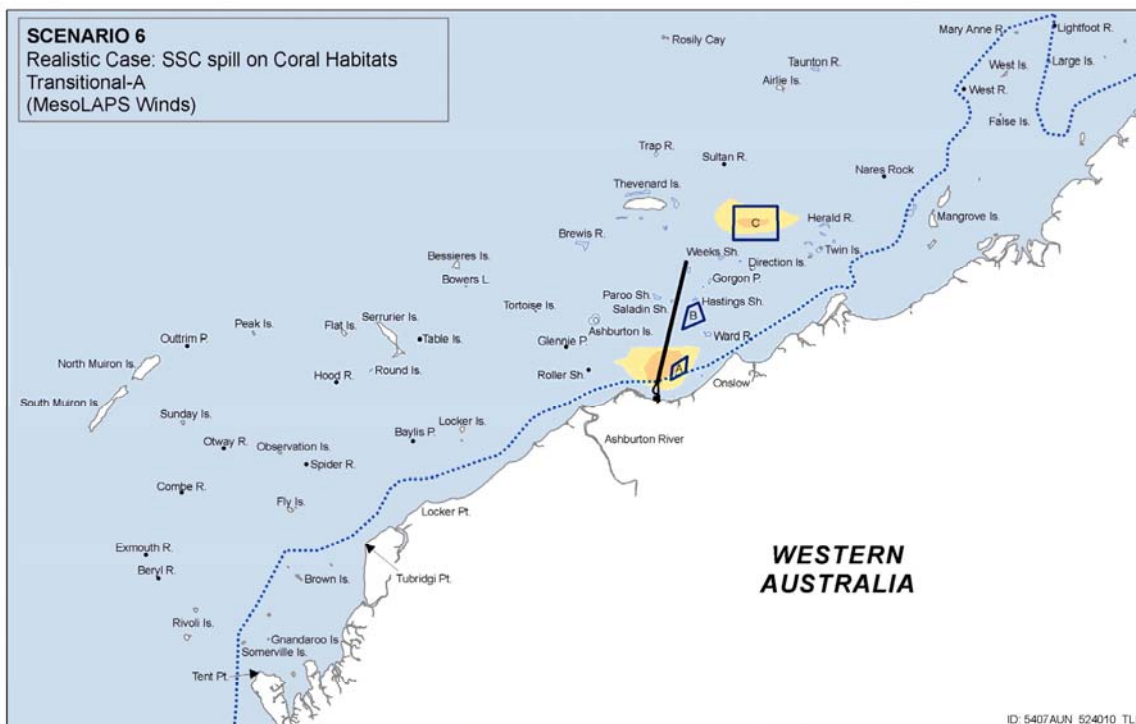 SCENARIO 6
Realistic Case: SSC spill on Coral Habitats
Transitional-A
(MesoLAPS Winds)
Rosily Cay
Mary Anne R.
Lightfoot R.
West Is.
Large Is.
Taunton R.
Airlie Is.
West R.
False Is.
Trap R.
Sultan R.
Nares Rock
Thevenard Is.
C
Herald R.
Mangrove Is.
Brewis R.
Twin Is.
Weeks Sh.
Direction Is.
Bessieres Is.
Bowers L.
Gorgon P.
Paroo Sh.
Hastings Sh.
Saladin Sh.
Tortoise Is.
B
Serrurier Is.
Peak Is.
Flat Is.
Ashburton Is.
Ward R.
Outtrim P.
Table Is.
Glennie P.
North Muiron Is.
Round Is.
Roller Sh.
A
Hood R.
Onslow
South Muiron Is.
Sunday Is.
Locker Is.
Baylis P.
Ashburton River
Otway R.
Observation Is.
Spider R.
Combe R.
Fly Is.
Locker Pt.
Exmouth R.
Beryl R.
WESTERN
AUSTRALIA
Brown Is.
Tubridgi Pt.
Rivoli Is.
Gnandaroo Is.
Somerville Is.
Tent Pt.
ID: 5407AUN_524010_TL